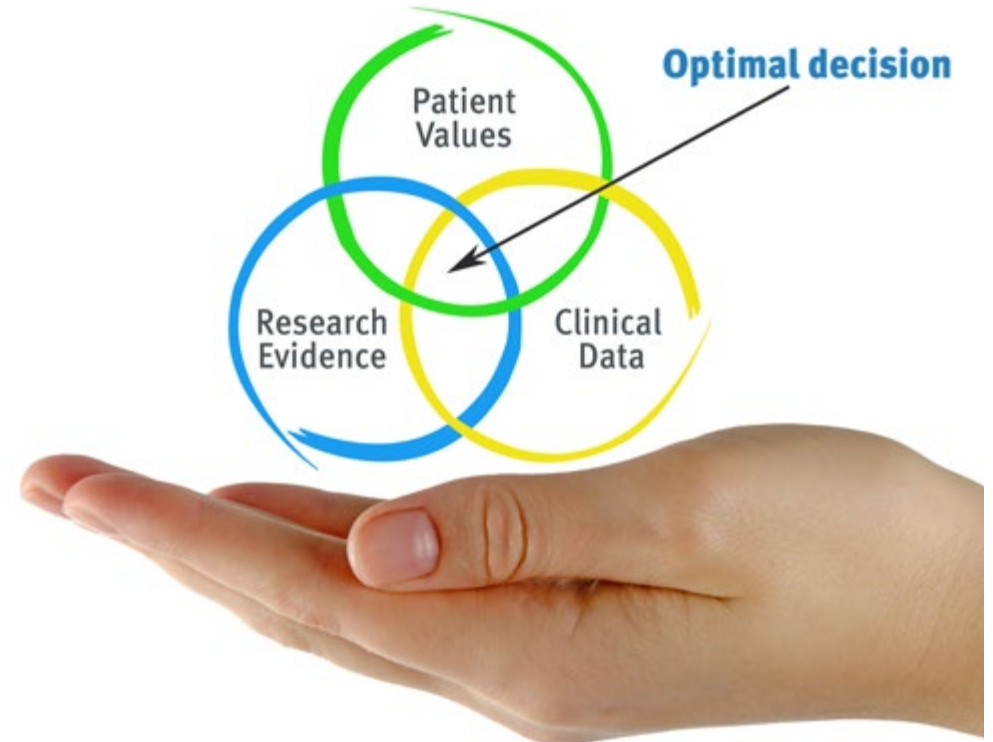 Optimal decision
Patient
Values
Research
Evidence
Clinical
Data